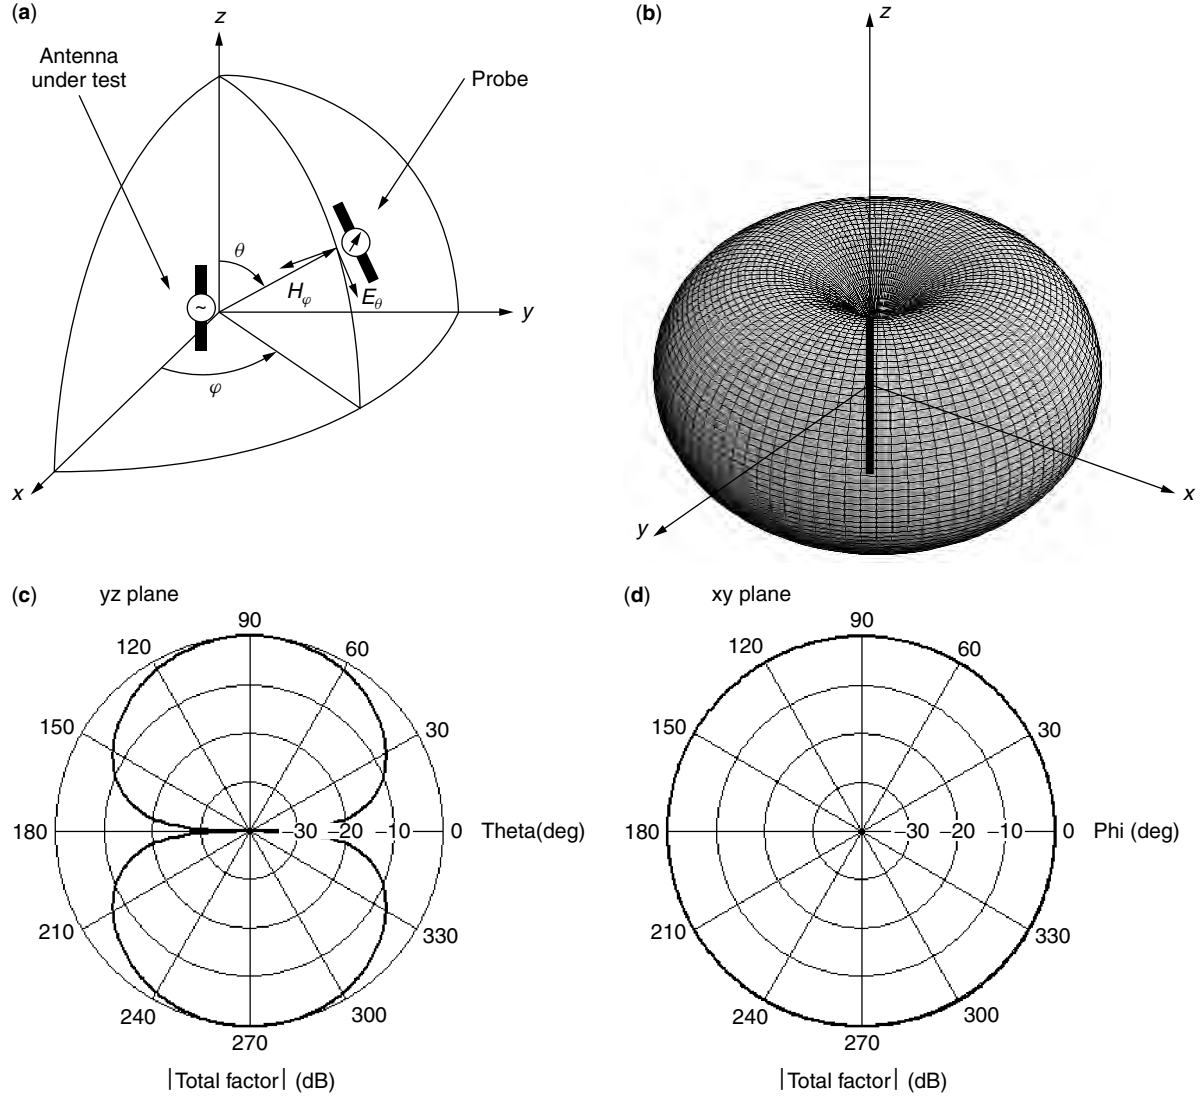 (a)
z
Antenna
under test
Probe
θ
Hφ
Eθ
~
y
φ
x
(b)
z
x
y
(c) yz plane
90
120 60
150 30
180 –30 –20 –10 0 Theta(deg)
210 330
240 300
270
|Total factor| (dB)
(d) xy plane
90
120 60
150 30
180 –30 –20 –10 0 Phi (deg)
210 330
240 300
270
|Total factor| (dB)